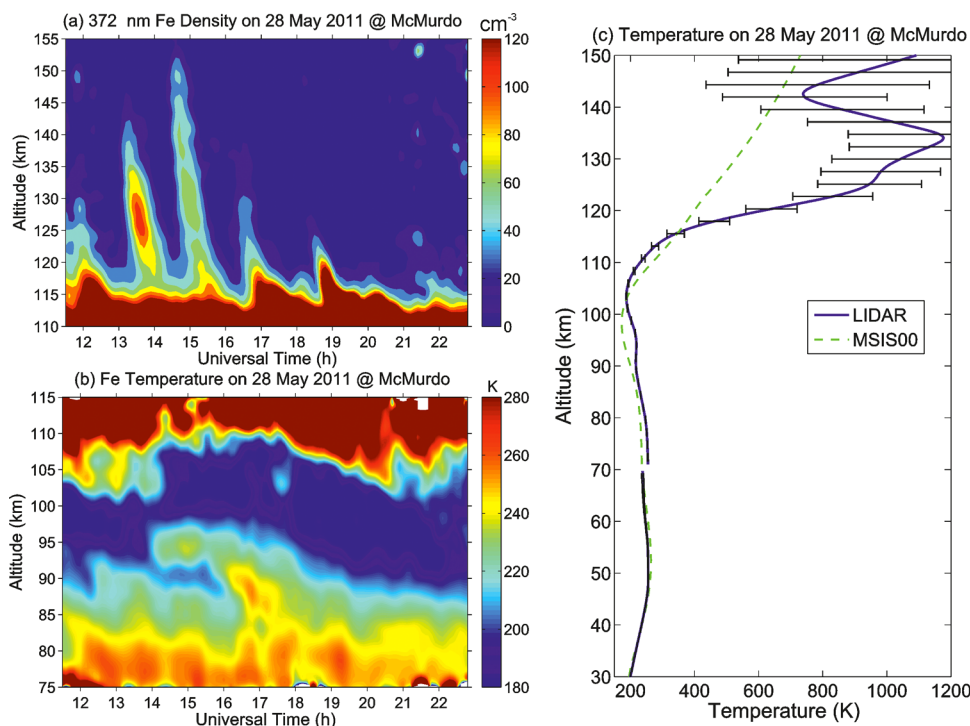 (a) 372 nm Fe Density on 28 May 2011 @ McMurdo
cm-3
155
150
145
140
135
130
125
120
115
110
Altitude (km)
12 13 14 15 16 17 18 19 20 21 22
Universal Time (h)
120
100
80
60
40
20
0
(b) Fe Temperature on 28 May 2011 @ McMurdo
K
115
110
105
100
95
90
85
80
75
Altitude (km)
12 13 14 15 16 17 18 19 20 21 22
Universal Time (h)
280
260
240
220
200
180
(c) Temperature on 28 May 2011 @ McMurdo
150
140
130
120
110
100
90
80
70
60
50
40
30
Altitude (km)
LIDAR
MSIS00
200 400 600 800 1000 1200
Temperature (K)